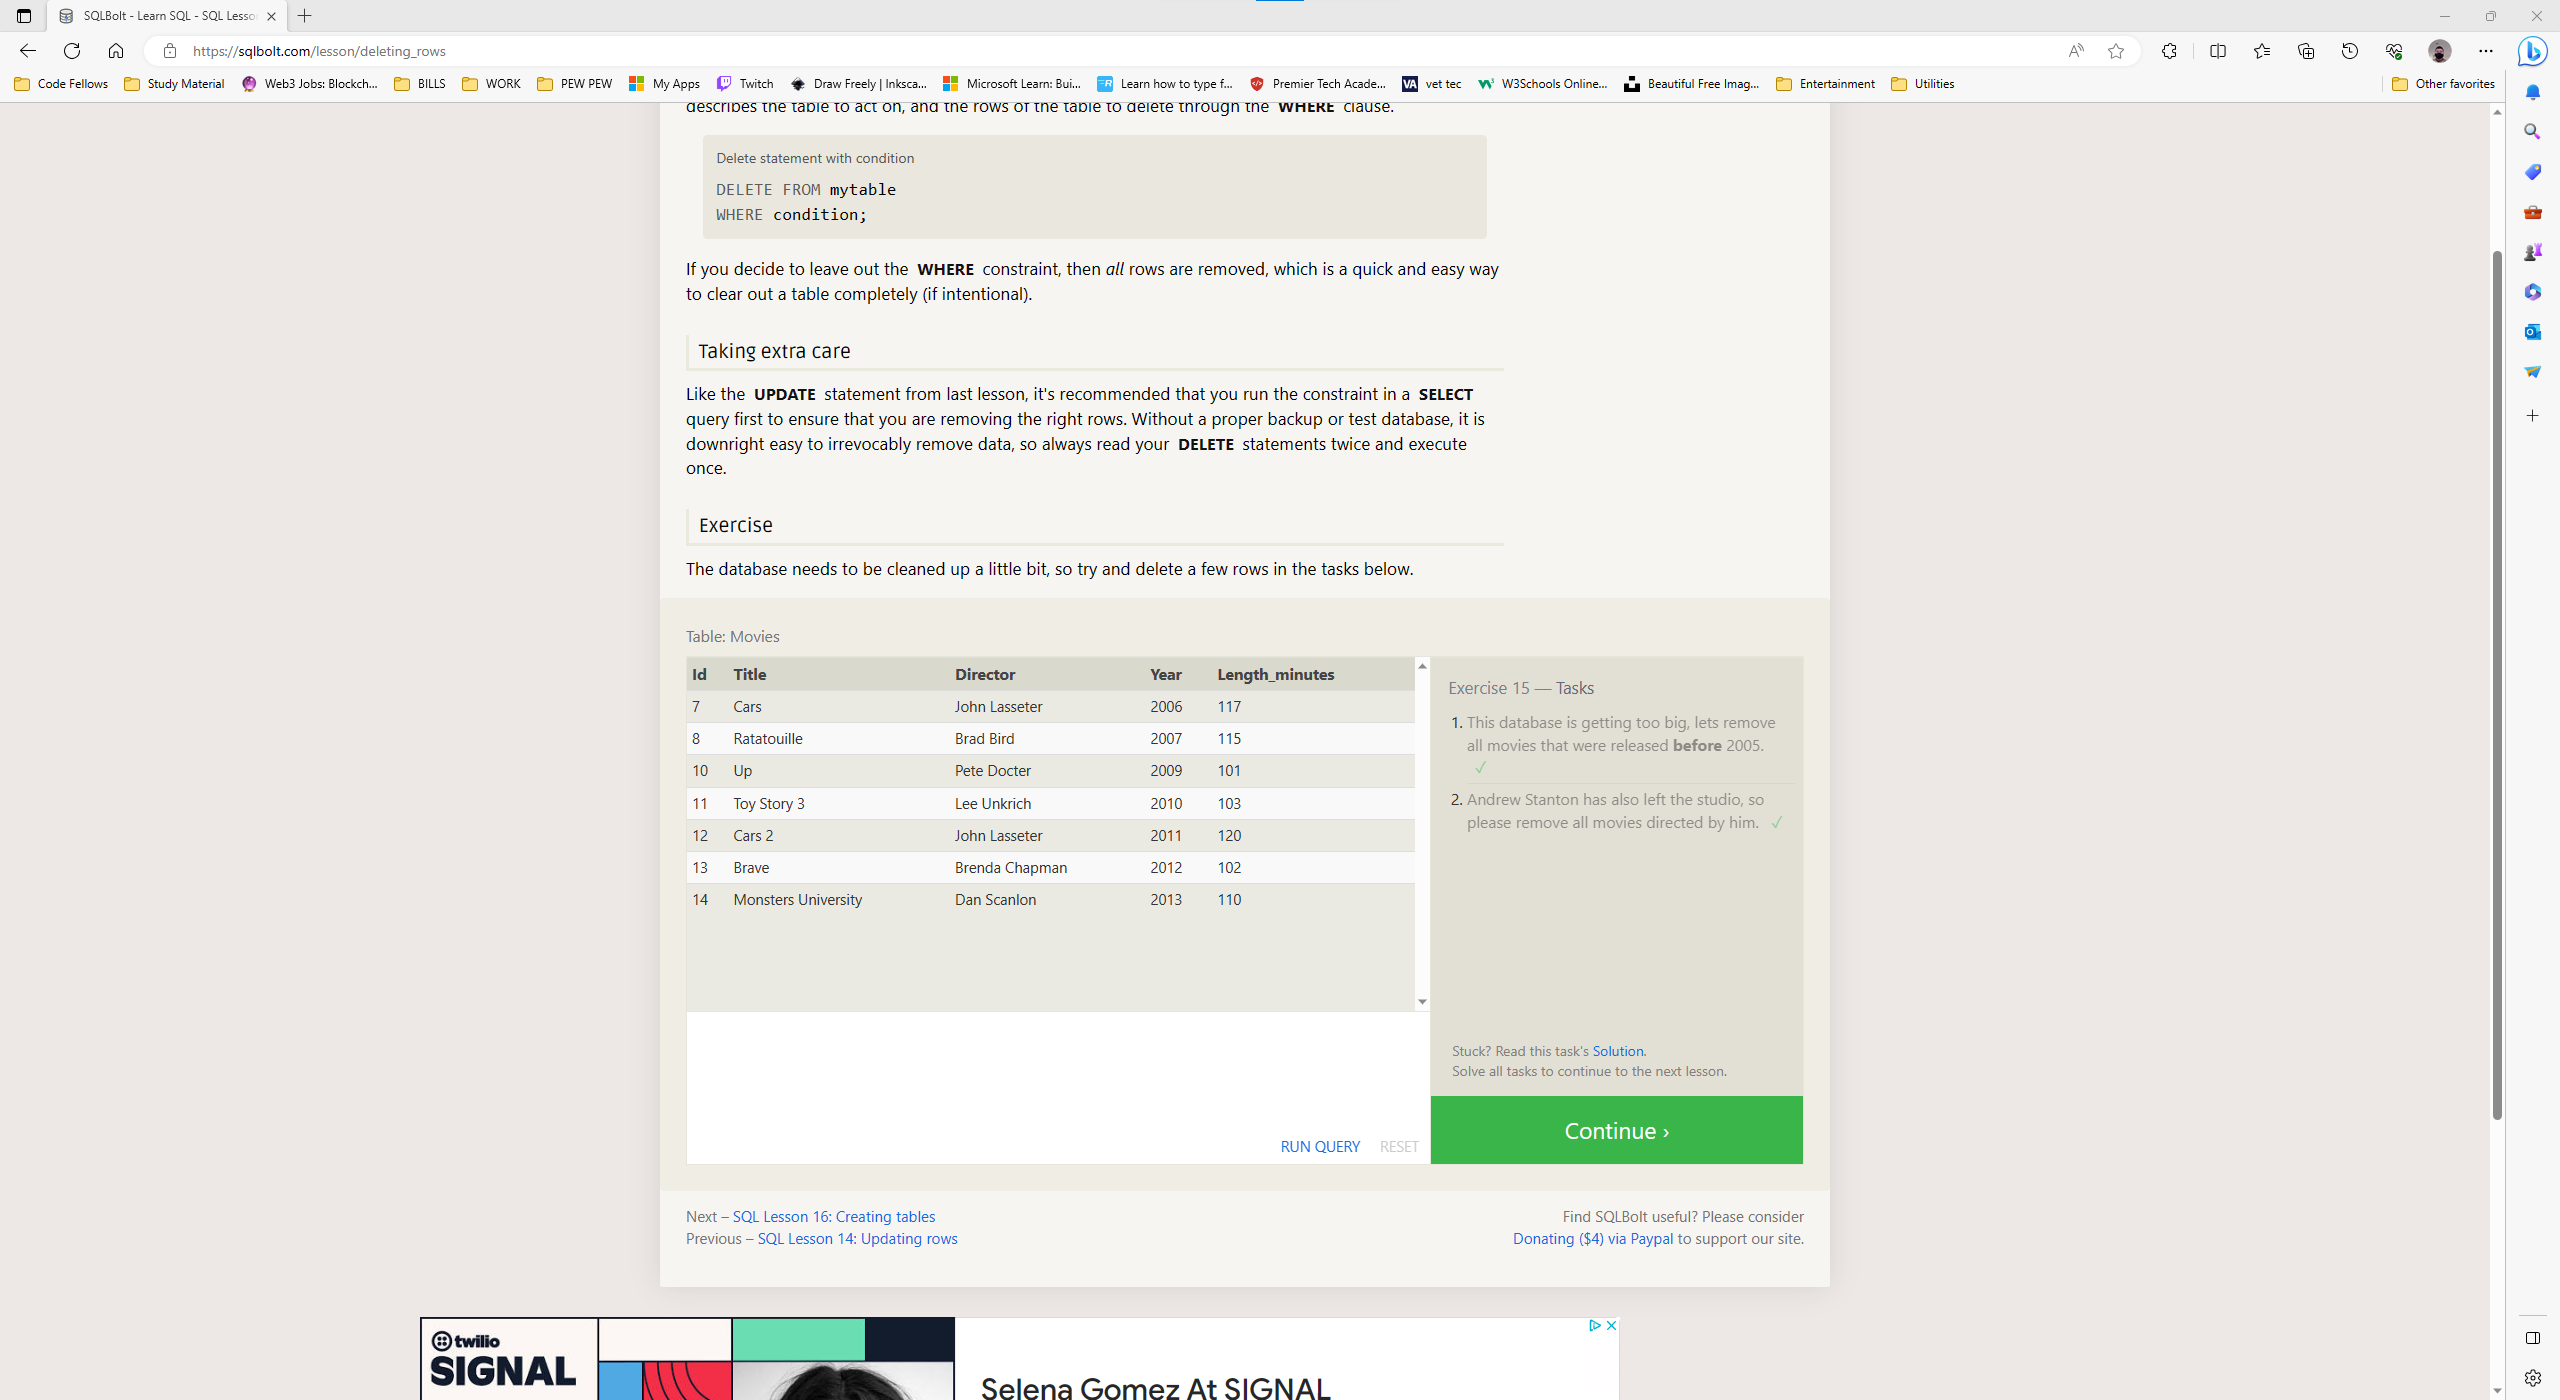 SQLBolt - Learn SQL - SQL Lesso
https://sqlbolt.com/lesson/deleting_rows
Code Fellows Study Material Web3 Jobs: Blockch... BILLS WORK PEW PEW My Apps Twitch Draw Freely | Inksca... Microsoft Learn: Bui... Learn how to type f... Premier Tech Acade... VA vet tec W3Schools Online... Beautiful Free Imag... Entertainment Utilities Other favorites
describes the table to act on, and the rows of the table to delete through the WHERE clause.
Delete statement with condition
DELETE FROM mytable
WHERE condition;
If you decide to leave out the WHERE constraint, then all rows are removed, which is a quick and easy way
to clear out a table completely (if intentional).
Taking extra care
Like the UPDATE statement from last lesson, it's recommended that you run the constraint in a SELECT
query first to ensure that you are removing the right rows. Without a proper backup or test database, it is
downright easy to irrevocably remove data, so always read your DELETE statements twice and execute
once.
Exercise
The database needs to be cleaned up a little bit, so try and delete a few rows in the tasks below.
Table: Movies
Id Title Director Year Length_minutes
7 Cars John Lasseter 2006 117
8 Ratatouille Brad Bird 2007 115
10 Up Pete Docter 2009 101
11 Toy Story 3 Lee Unkrich 2010 103
12 Cars 2 John Lasseter 2011 120
13 Brave Brenda Chapman 2012 102
14 Monsters University Dan Scanlon 2013 110
RUN QUERY RESET
Exercise 15 — Tasks
1. This database is getting too big, lets remove
all movies that were released before 2005.
✓
2. Andrew Stanton has also left the studio, so
please remove all movies directed by him. ✓
Stuck? Read this task's Solution.
Solve all tasks to continue to the next lesson.
Continue ›
Next – SQL Lesson 16: Creating tables
Previous – SQL Lesson 14: Updating rows
Find SQLBolt useful? Please consider
Donating ($4) via Paypal to support our site.
twilio
SIGNAL
Selena Gomez At SIGNAL